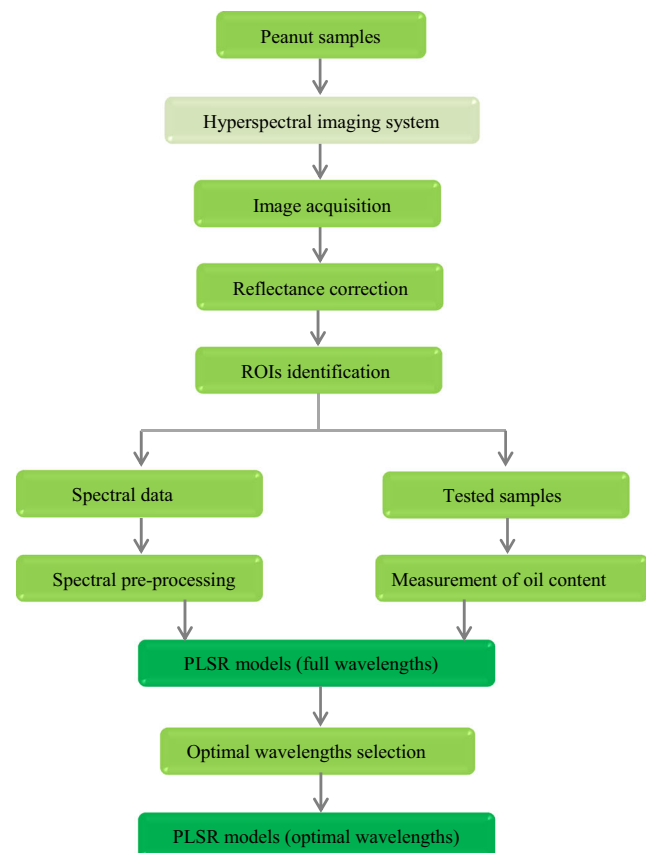 Peanut samples
Hyperspectral imaging system
Image acquisition
Reflectance correction
ROIs identification
Spectral data
Tested samples
Spectral pre-processing
Measurement of oil content
PLSR models (full wavelengths)
Optimal wavelengths selection
PLSR models (optimal wavelengths)